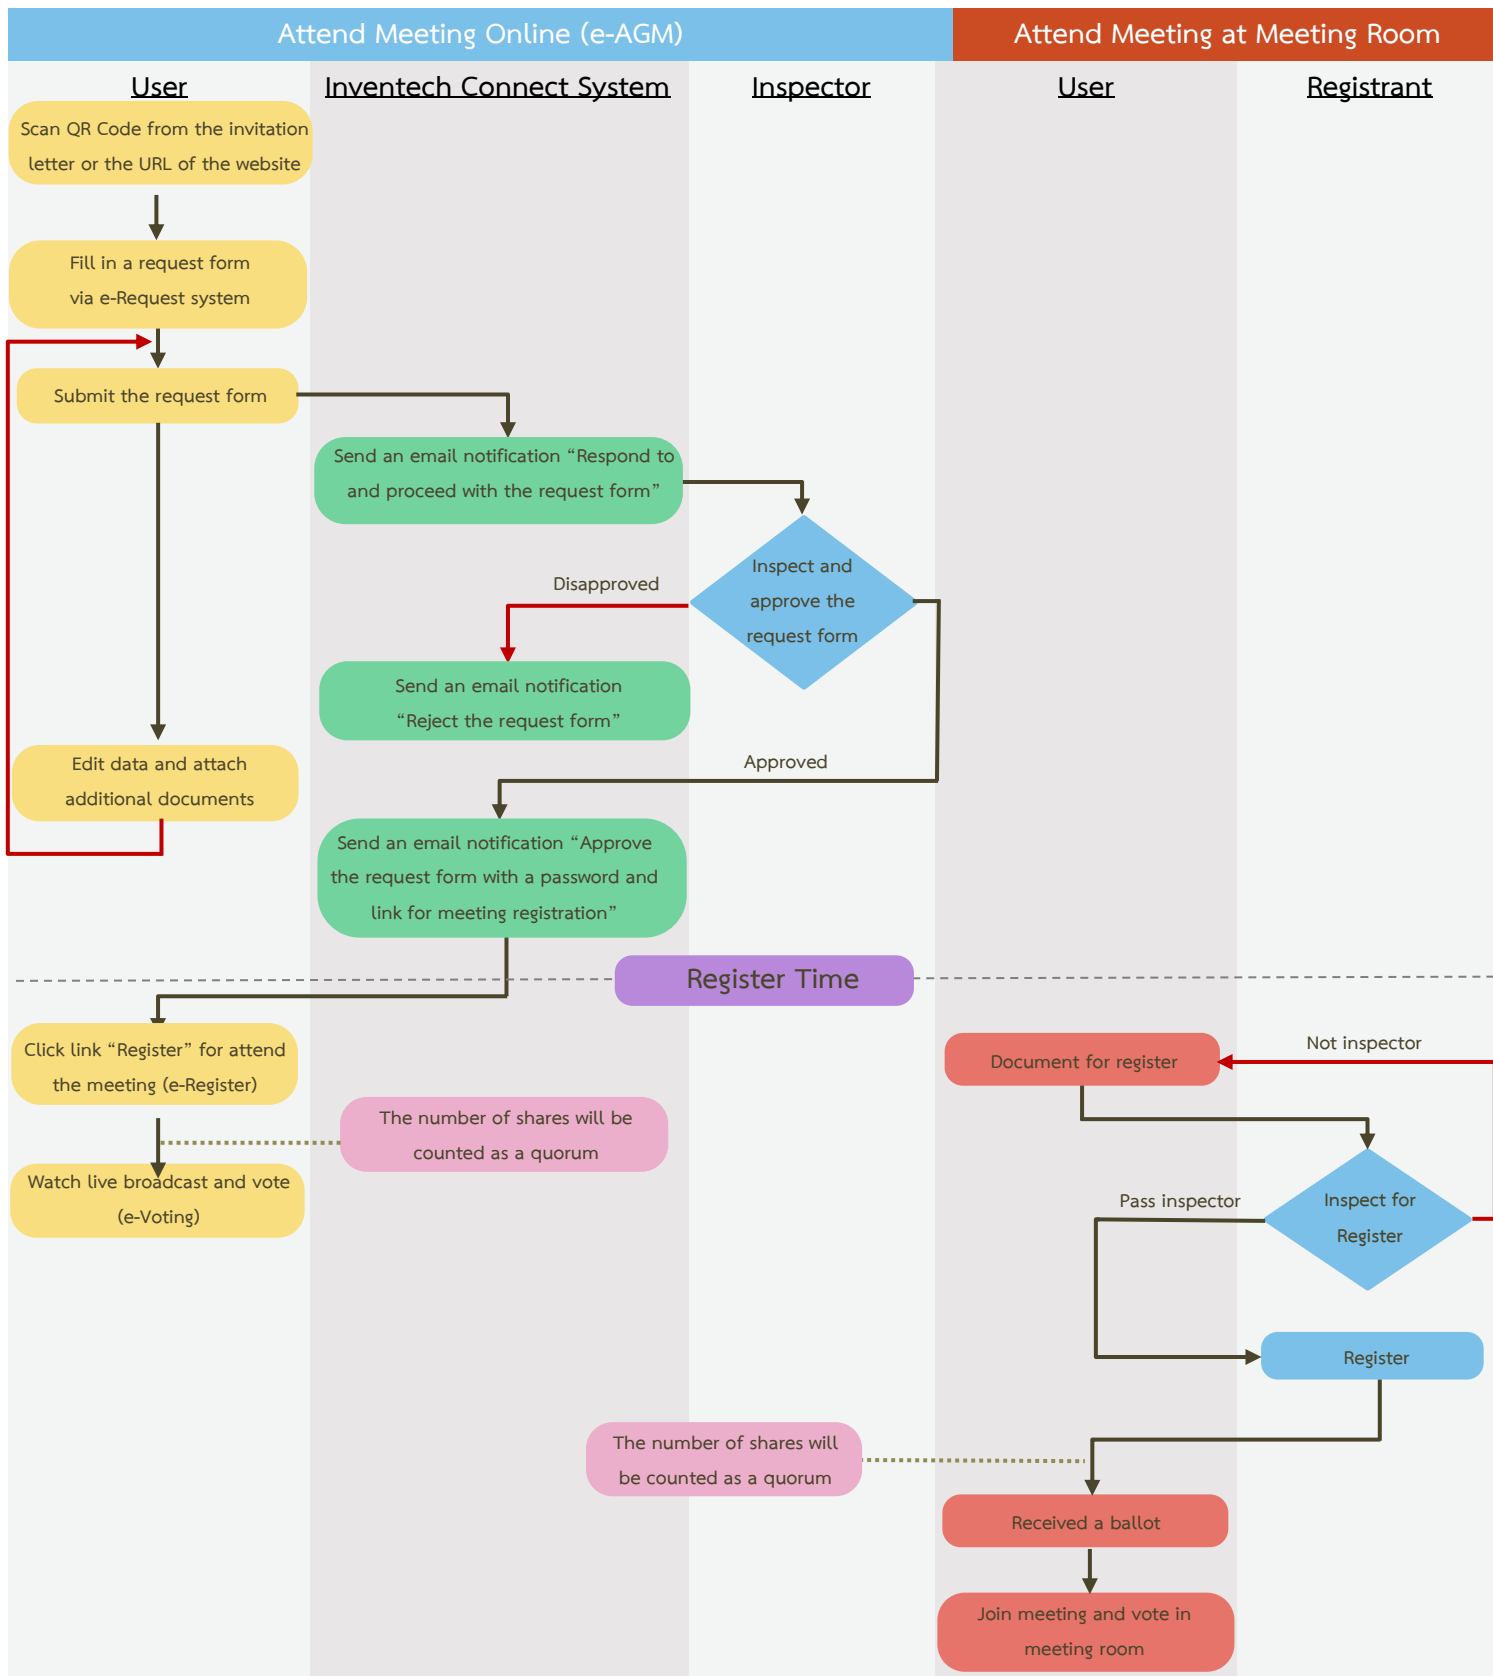 Attend Meeting Online (e-AGM)
Attend Meeting at Meeting Room
User
Inventech Connect System
Inspector
User
Registrant
Scan QR Code from the invitation
letter or the URL of the website
Fill in a request form
via e-Request system
Submit the request form
Send an email notification “Respond to
and proceed with the request form”
Inspect and
approve the
request form
Disapproved
Send an email notification
“Reject the request form”
Approved
Edit data and attach
additional documents
Send an email notification “Approve
the request form with a password and
link for meeting registration”
Register Time
Click link “Register” for attend
the meeting (e-Register)
The number of shares will be
counted as a quorum
Watch live broadcast and vote
(e-Voting)
Document for register
Not inspector
Pass inspector
Inspect for
Register
Register
The number of shares will
be counted as a quorum
Received a ballot
Join meeting and vote in
meeting room